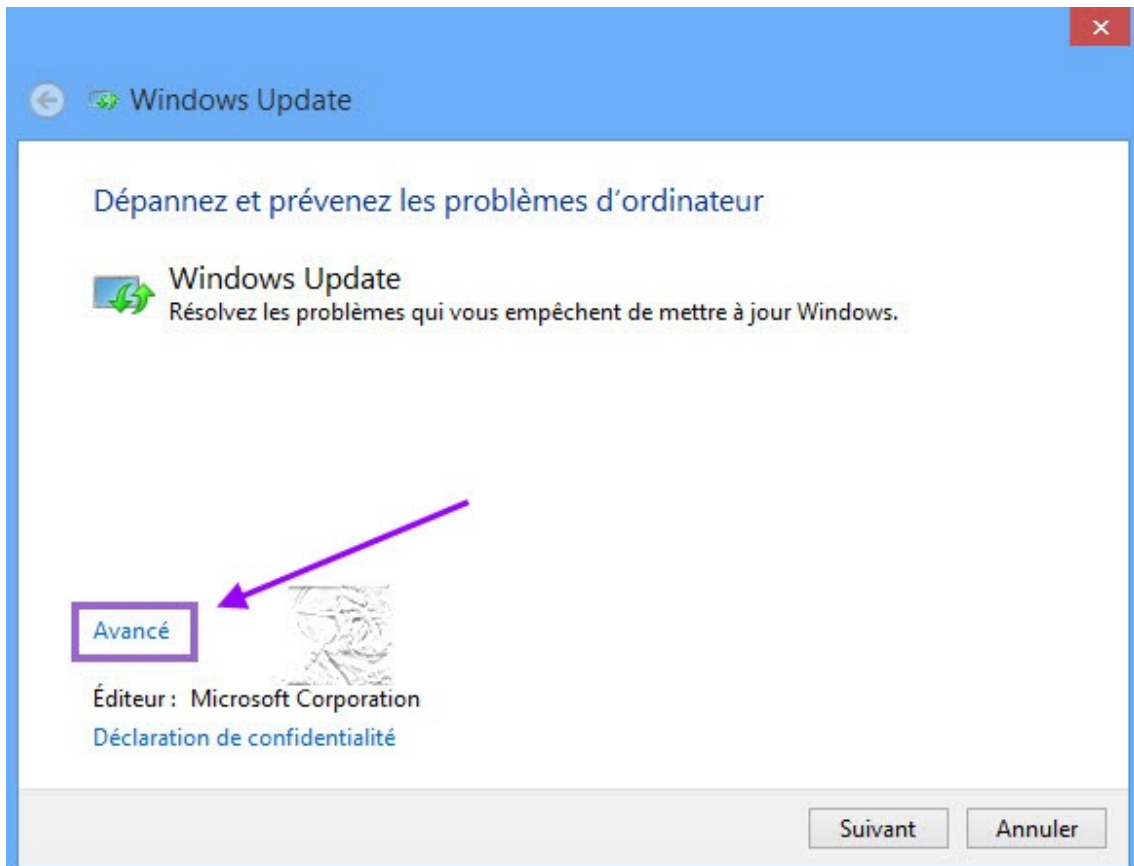 Windows Update
Dépannez et prévenez les problèmes d’ordinateur
Windows Update
Résolvez les problèmes qui vous empêchent de mettre à jour Windows.
Avancé
Éditeur : Microsoft Corporation
Déclaration de confidentialité
Suivant Annuler